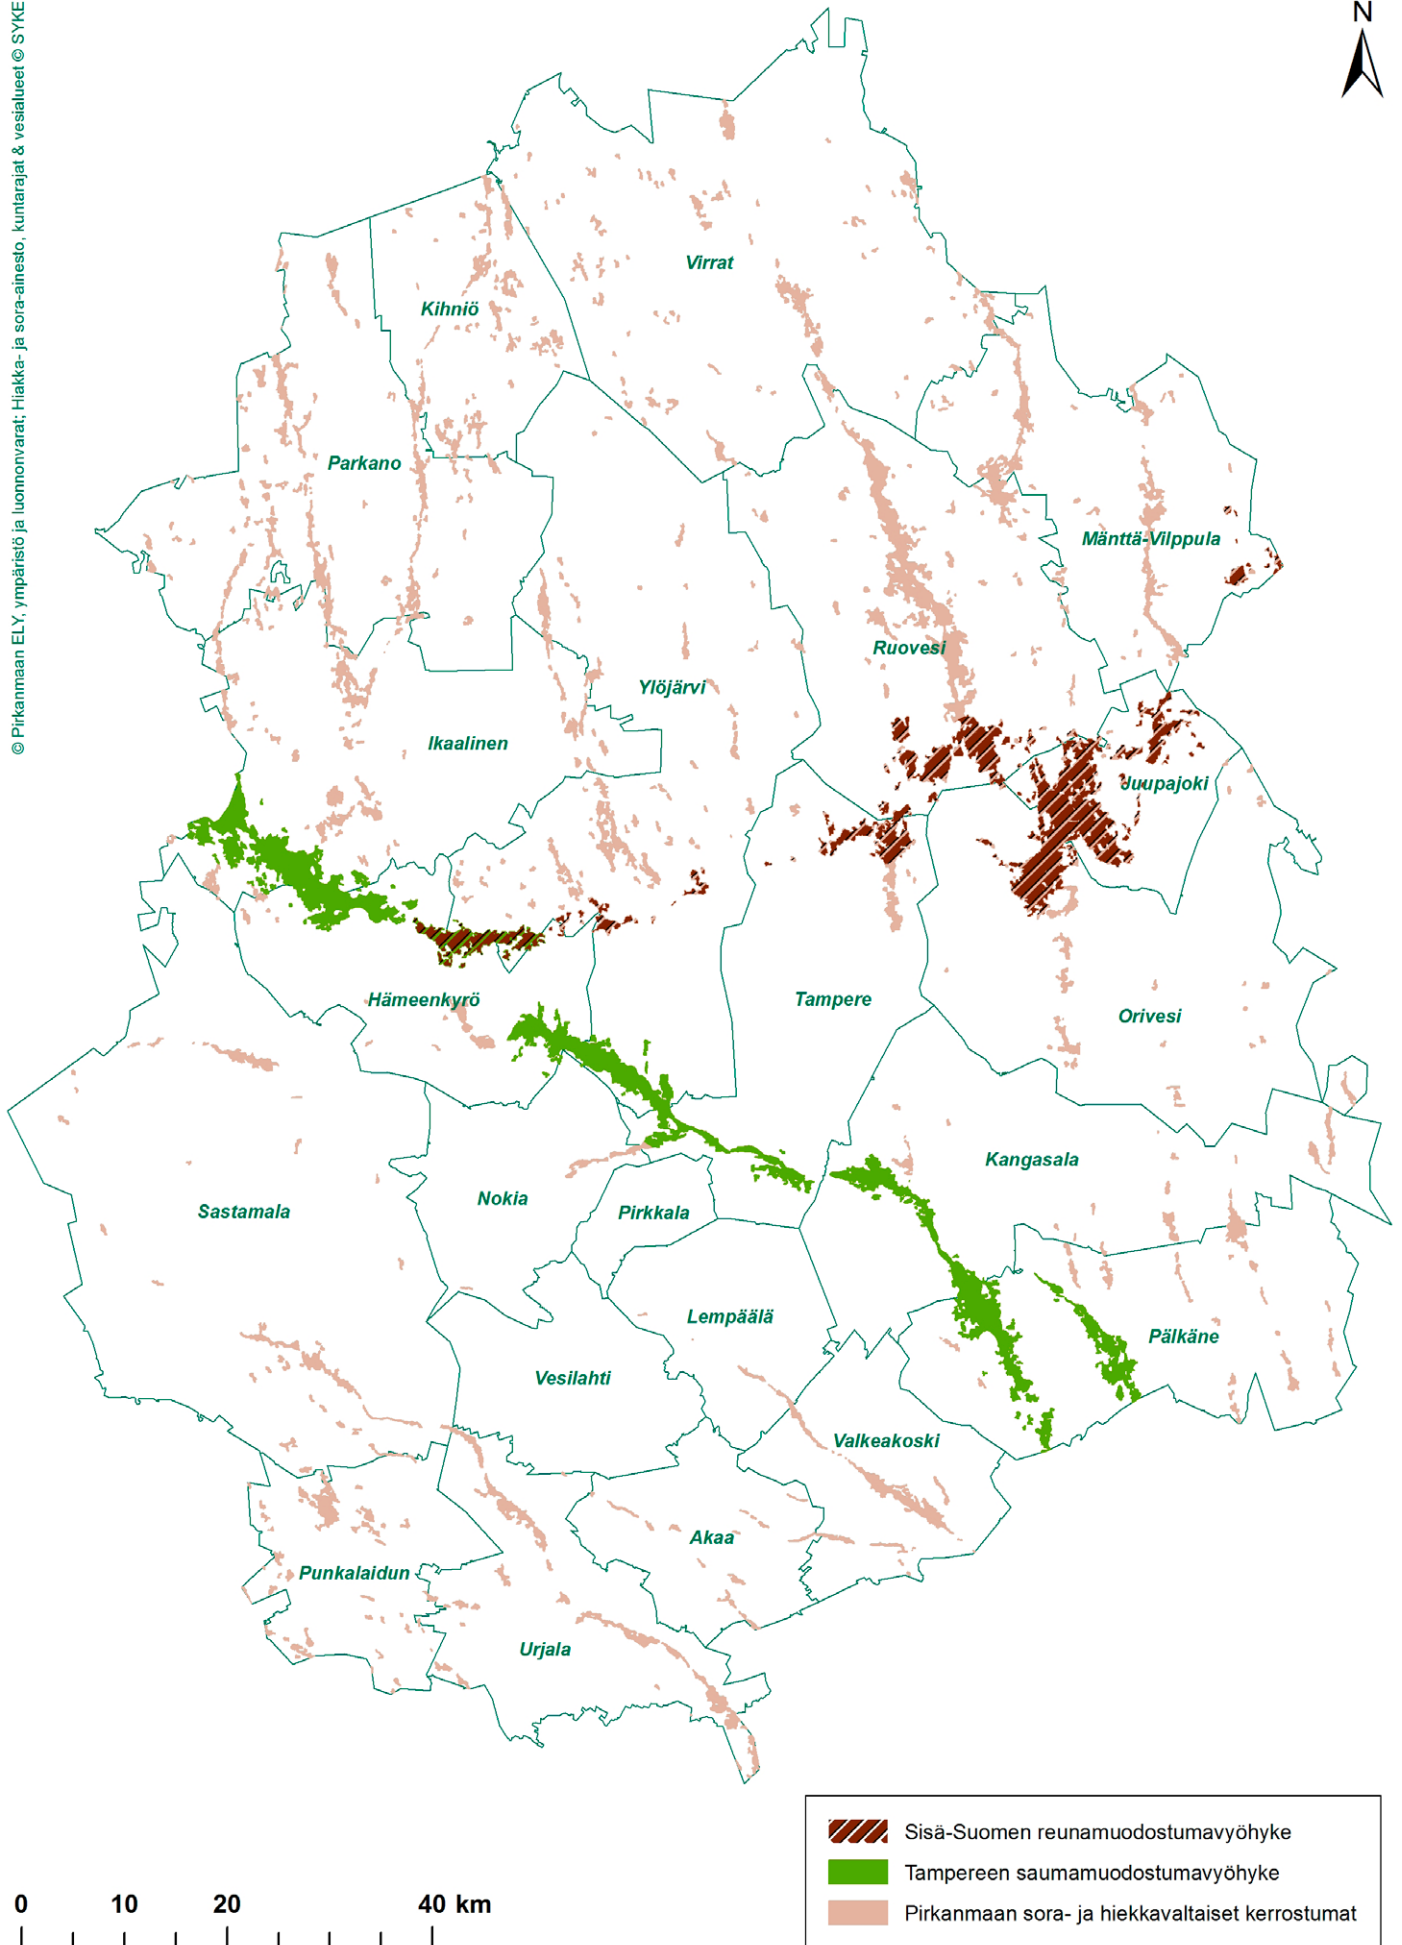 © Pirkanmaan ELY, ympäristö ja luonnonvarat; Hiakka- ja sora-ainesto, kuntarajat & vesialueet © SYKE
N
Virrat
Kihniö
Parkano
Mänttä-Vilppula
Ruovesi
Ylöjärvi
Ikaalinen
Juupajoki
Hämeenkyrö
Tampere
Orivesi
Kangasala
Sastamala
Nokia
Pirkkala
Lempäälä
Pälkäne
Vesilahti
Valkeakoski
Akaa
Punkalaidun
Urjala
Sisä-Suomen reunamuodostumavyöhyke
Tampereen saumamuodostumavyöhyke
Pirkanmaan sora- ja hiekkavaltaiset kerrostumat
0 10 20 40 km